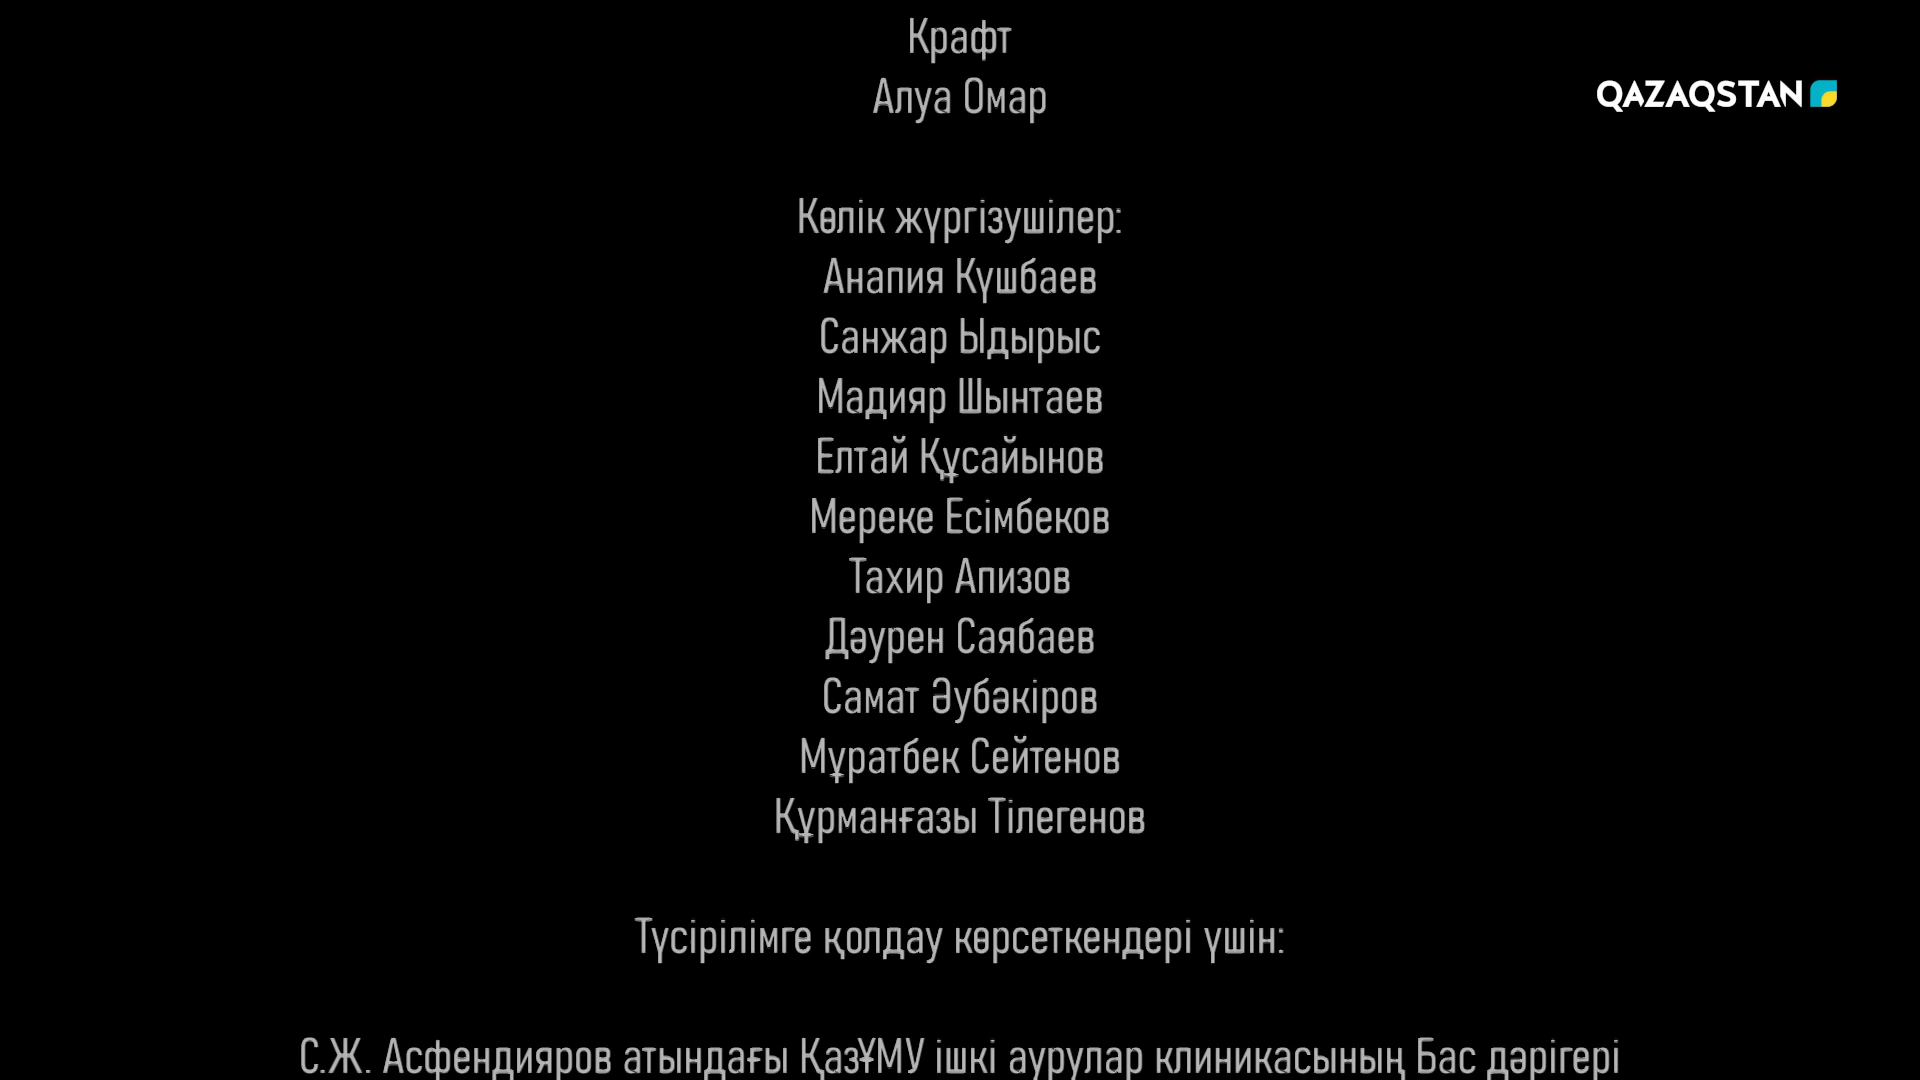 Крафт
Алуа Омар
QAZAQSTAN
Көлік жүргізушілер:
Анапия Күшбаев
Санжар Ыдырыс
Мадияр Шынтаев
Елтай Құсайынов
Мереке Есімбеков
Тахир Апизов
Дәурен Саябаев
Самат Әубәкіров
Мұратбек Сейтенов
Құрманғазы Тілегенов
Түсірілімге қолдау көрсеткендері үшін:
С.Ж. Асфендияров атындағы ҚазҰМУ ішкі аурулар клиникасының Бас дәрігері